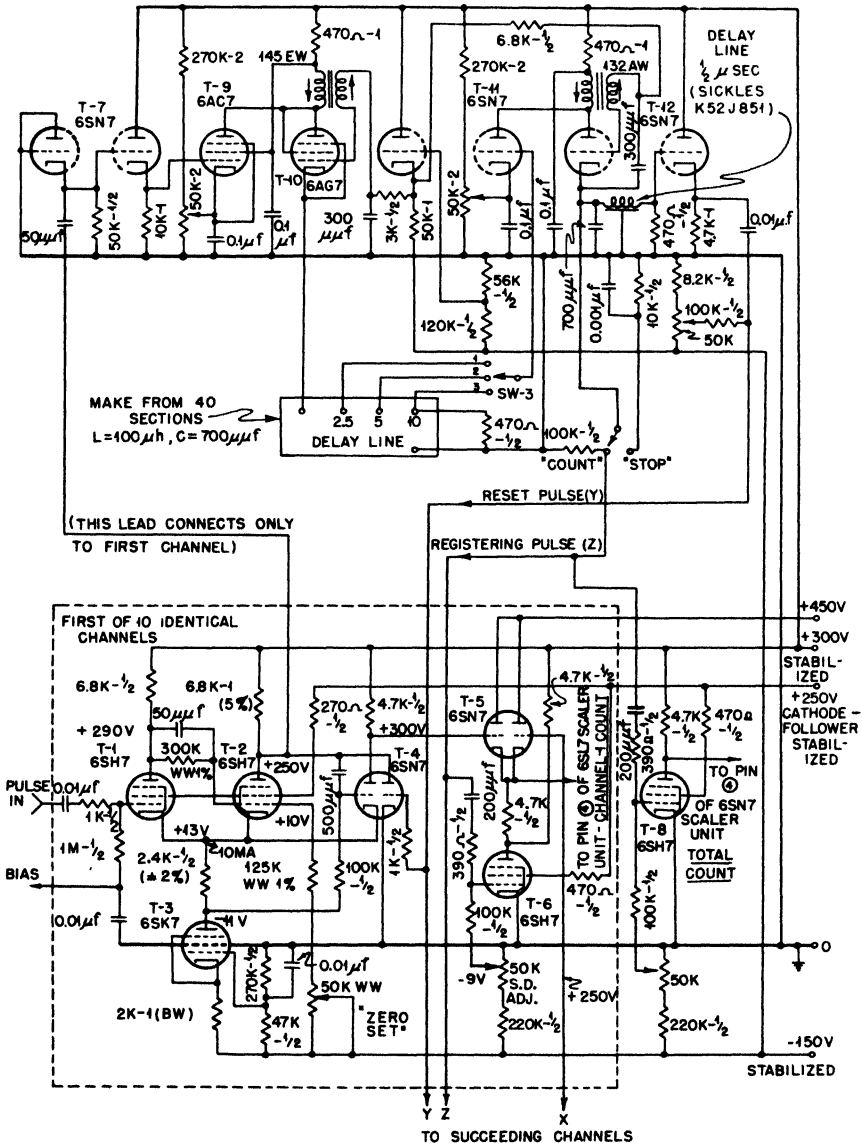 470Ω-1
6.8K-½
470Ω-1
DELAY
LINE
½ μ SEC
(SICKLES
K52J851)
270K-2
145EW
270K-2
132AW
T-7
6SN7
T-9
6AC7
T-11
6SN7
T-12
6SN7
T-10
6AG7
300μμf
50μμf
50K-1/2
10K-1
50K-2
0.1μf
0.1
μf
300
μμf
3K-½
50K-1
50K-2
0.1μf
0.1μf
700μμf
470Ω
-½
4.7K-1
0.01μf
56K
-½
120K-½
0.001μf
10K-½
8.2K-½
100K-½
50K
1
2
3
SW-3
MAKE FROM 40
SECTIONS
L=100μh, C=700μμf
2.5
5
10
DELAY LINE
470Ω
-½
100K-½
"COUNT"
"STOP"
RESET PULSE(Y)
(THIS LEAD CONNECTS ONLY
TO FIRST CHANNEL)
REGISTERING PULSE (Z)
FIRST OF 10 IDENTICAL
CHANNELS
+450V
+300V
STABIL-
IZED
+250V
CATHODE-
FOLLOWER
STABIL-
IZED
6.8K-½
6.8K-1
(5%)
270Ω
-½
4.7K-½
4.7K-½
T-5
6SN7
+290V
50μμf
+300V
T-1
6SH7
300K
WW1%
T-2
6SH7
+250V
T-4
6SN7
500μμf
200μμf
4.7K
-½
TO PIN ④ OF 6SL7 SCALER
UNIT-CHANNEL-1 COUNT
200μμf
390Ω-½
4.7K
-½
470Ω
-½
TO PIN
④
OF 6SN7
SCALER
UNIT
TOTAL
COUNT
T-8
6SH7
PULSE
IN
0.01μf
1K-½
+13V
+10V
10MA
1M-½
2.4K-½
(±2%)
125K
WW 1%
100K
-½
1K-½
390Ω-½
T-6
6SH7
470Ω
-½
100K-½
BIAS
0.01μf
T-3
6SK7
-11V
100K
-½
0
2K-1(BW)
270K-½
0.01μf
50K WW
47K
-1/2
"ZERO
SET"
-9V
50K
S.D.
ADJ.
220K-½
+250V
50K
220K-½
-150V
STABILIZED
Y
Z
X
TO SUCCEEDING CHANNELS